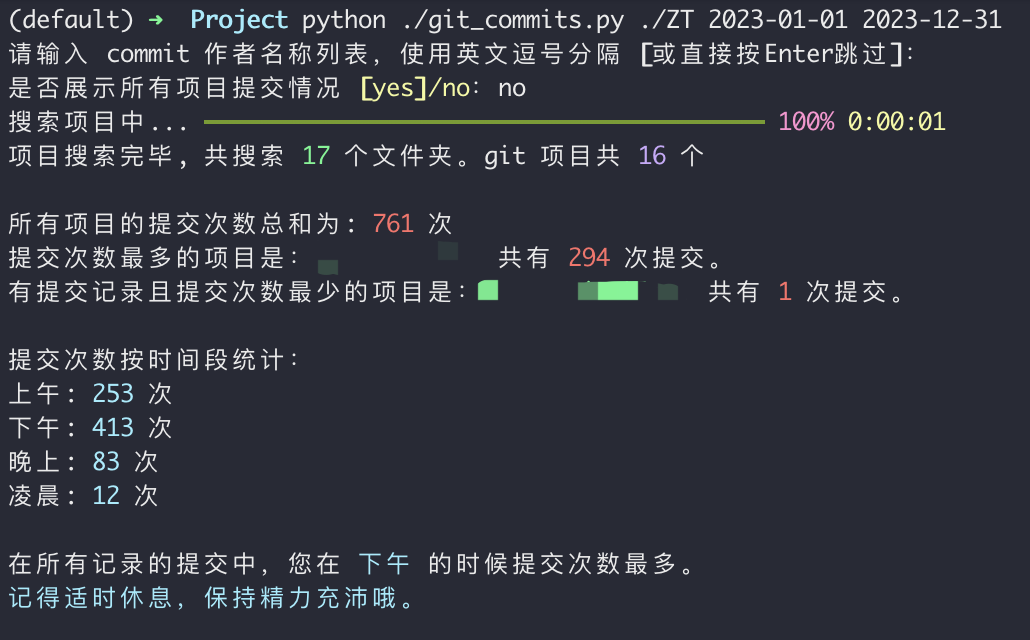 (default) ➜ Project python ./git_commits.py ./ZT 2023-01-01 2023-12-31
请输入 commit 作者名称列表，使用英文逗号分隔 [或直接按Enter跳过]:
是否展示所有项目提交情况 [yes]/no: no
搜索项目中... 100% 0:00:01
项目搜索完毕，共搜索 17 个文件夹。git 项目共 16 个
所有项目的提交次数总和为: 761 次
提交次数最多的项目是: 共有 294 次提交。
有提交记录且提交次数最少的项目是: 共有 1 次提交。
提交次数按时间段统计:
上午: 253 次
下午: 413 次
晚上: 83 次
凌晨: 12 次
在所有记录的提交中，您在 下午 的时候提交次数最多。
记得适时休息，保持精力充沛哦。